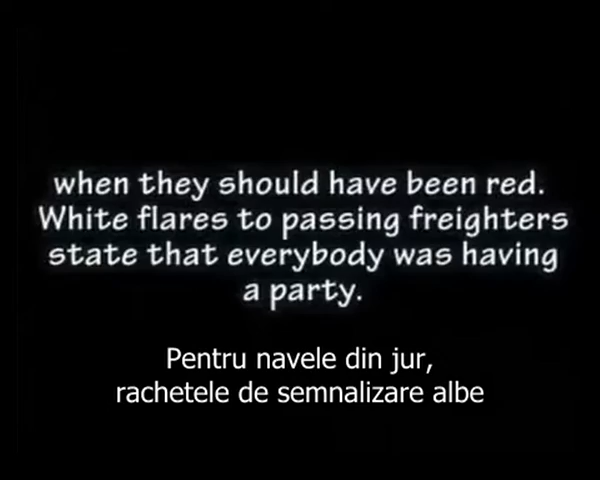 when they should have been red.
White flares to passing freighters
state that everybody was having
a party.
Pentru navele din jur,
rachetele de semnalizare albe